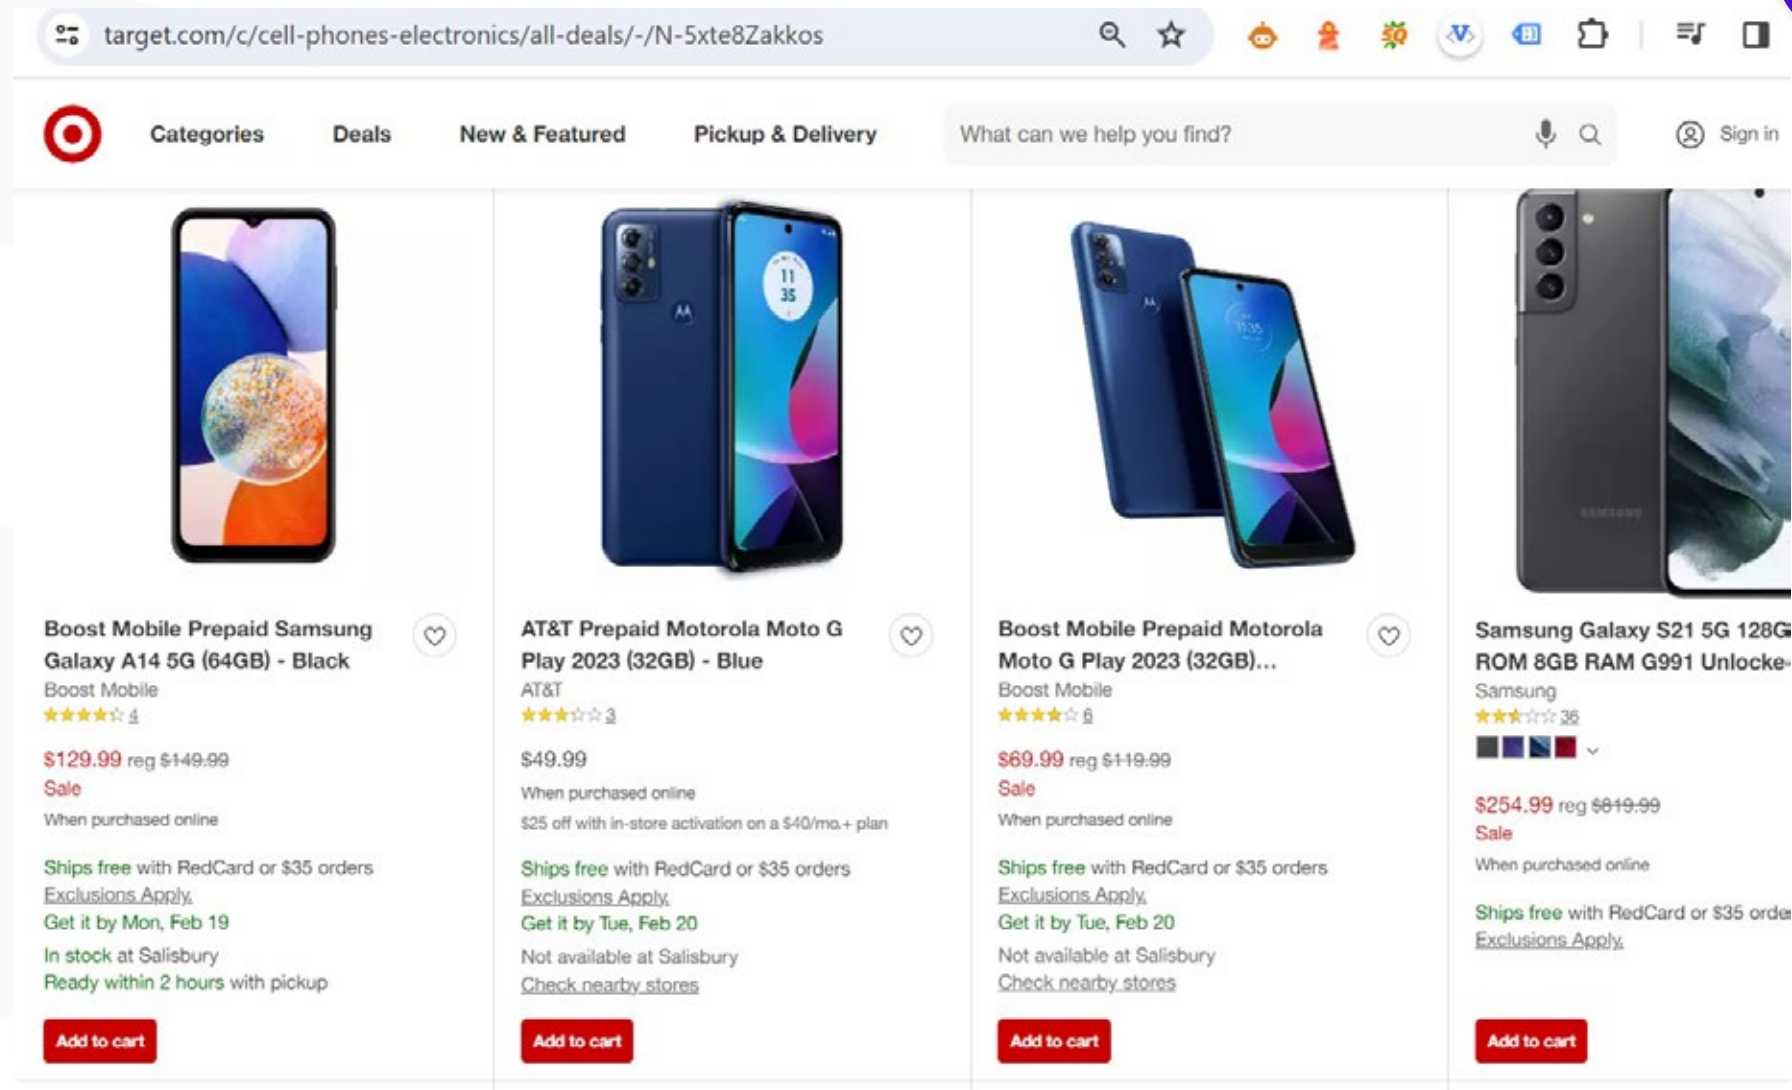 target.com/c/cell-phones-electronics/all-deals/-/N-5xte8Zakkos
Categories Deals New & Featured Pickup & Delivery What can we help you find? Sign in
11
35
11:35
SAMSUNG
Boost Mobile Prepaid Samsung
Galaxy A14 5G (64GB) - Black
Boost Mobile
4
$129.99 reg $149.99
Sale
When purchased online
Ships free with RedCard or $35 orders
Exclusions Apply.
Get it by Mon, Feb 19
In stock at Salisbury
Ready within 2 hours with pickup
Add to cart
AT&T Prepaid Motorola Moto G
Play 2023 (32GB) - Blue
AT&T
3
$49.99
When purchased online
$25 off with in-store activation on a $40/mo.+ plan
Ships free with RedCard or $35 orders
Exclusions Apply.
Get it by Tue, Feb 20
Not available at Salisbury
Check nearby stores
Add to cart
Boost Mobile Prepaid Motorola
Moto G Play 2023 (32GB)...
Boost Mobile
6
$69.99 reg $119.99
Sale
When purchased online
Ships free with RedCard or $35 orders
Exclusions Apply.
Get it by Tue, Feb 20
Not available at Salisbury
Check nearby stores
Add to cart
Samsung Galaxy S21 5G 128G
ROM 8GB RAM G991 Unlocke
Samsung
36
$254.99 reg $819.99
Sale
When purchased online
Ships free with RedCard or $35 orde
Exclusions Apply.
Add to cart